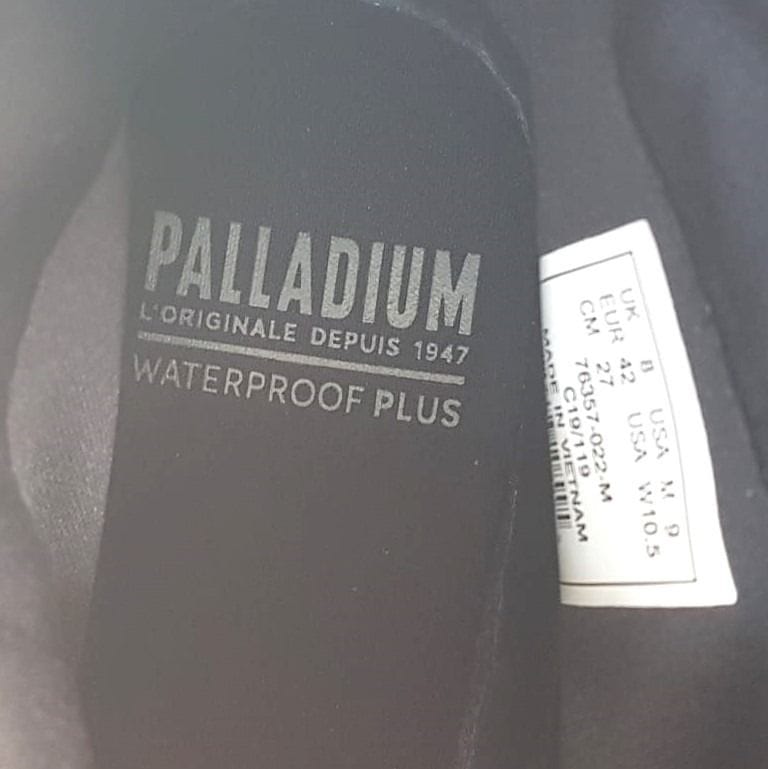 PALLADIUM
L'ORIGINALE DEPUIS 1947
WATERPROOF PLUS
UK 8 USA M 9
EUR 42 USA W10.5
CM 27
76357-022-M
C19/119
MADE IN VIETNAM